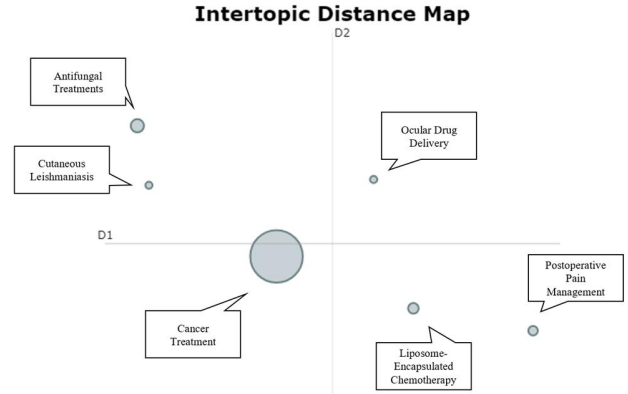 Intertopic Distance Map
D2
Antifungal
Treatments
Ocular Drug
Delivery
Cutaneous
Leishmaniasis
D1
Postoperative
Pain
Management
Cancer
Treatment
Liposome-
Encapsulated
Chemotherapy